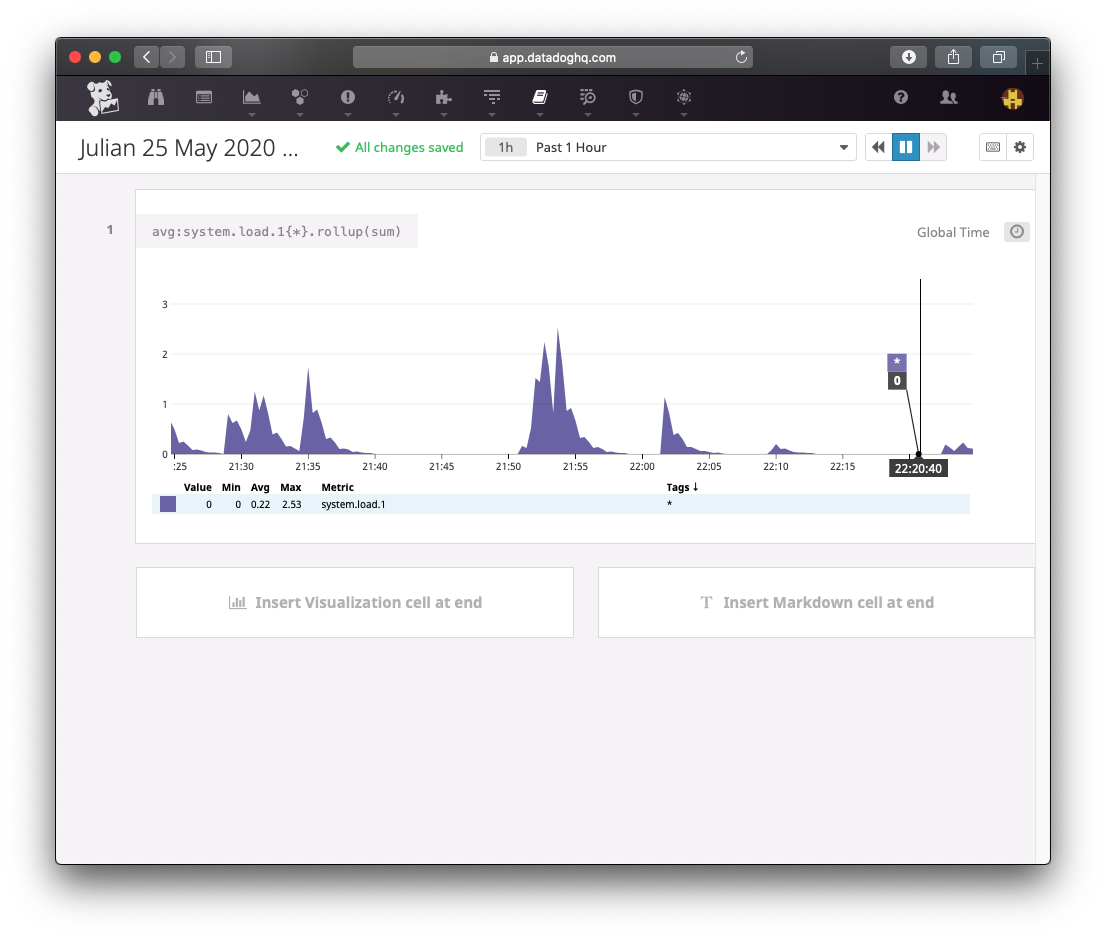 app.datadoghq.com
Julian 25 May 2020 ...
All changes saved
1h Past 1 Hour
1
avg:system.load.1{*}.rollup(sum)
Global Time
3
2
1
0
*
0
:25 21:30 21:35 21:40 21:45 21:50 21:55 22:00 22:05 22:10 22:15
22:20:40
Value Min Avg Max Metric Tags ↓
0 0 0.22 2.53 system.load.1 *
Insert Visualization cell at end
T Insert Markdown cell at end